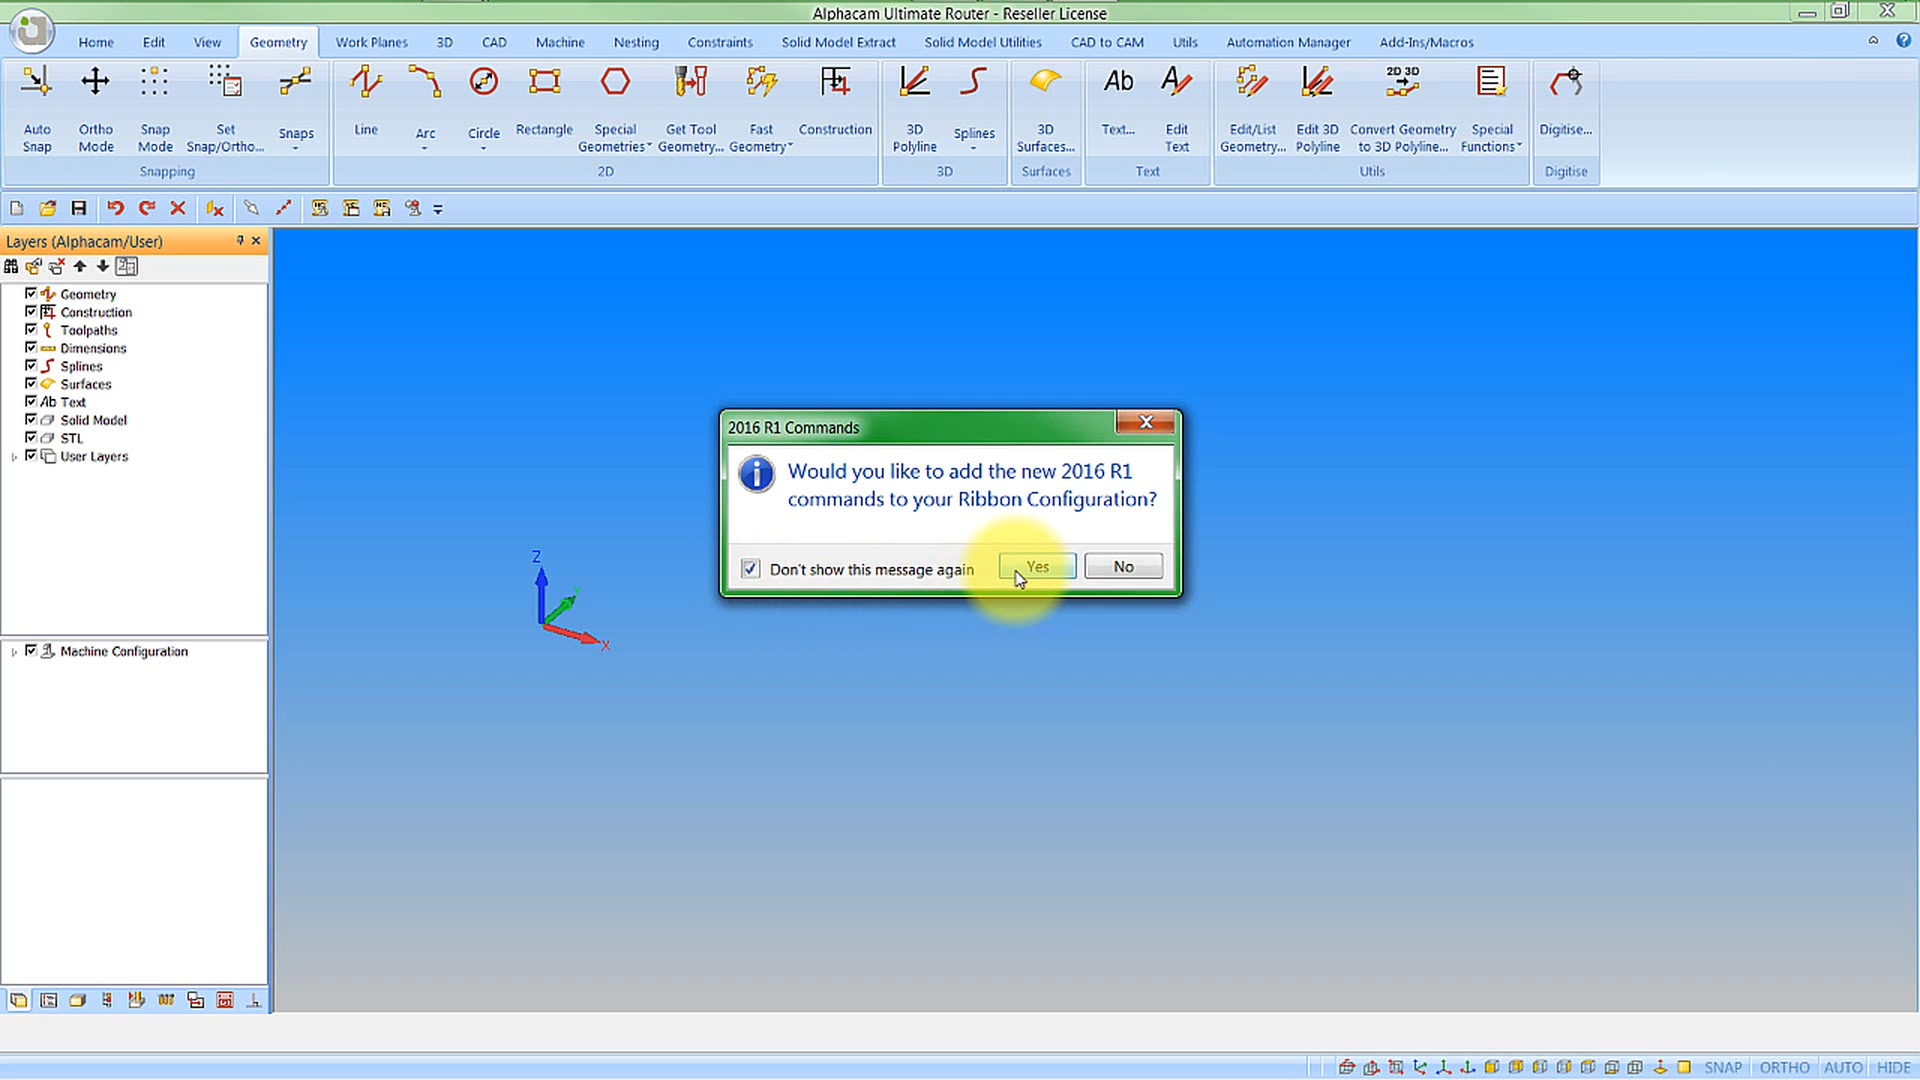 Alphacam Ultimate Router - Reseller License
Home Edit View Geometry Work Planes 3D CAD Machine Nesting Constraints Solid Model Extract Solid Model Utilities CAD to CAM Utils Automation Manager Add-Ins/Macros
Auto Snap
Ortho Mode
Snap Mode
Set Snap/Ortho...
Snaps
Snapping
Line
Arc
Circle
Rectangle
Special Geometries
Get Tool Geometry...
Fast Geometry
Construction
2D
3D Polyline
Splines
3D
3D Surfaces...
Surfaces
Ab
Text...
A
Edit Text
Text
Edit/List Geometry...
Edit 3D Polyline
2D 3D
Convert Geometry to 3D Polyline...
Special Functions
Utils
Digitise...
Digitise
Layers (Alphacam/User)
Geometry
Construction
Toolpaths
Dimensions
Splines
Surfaces
Ab Text
Solid Model
STL
User Layers
Machine Configuration
Z
X
2016 R1 Commands
Would you like to add the new 2016 R1
commands to your Ribbon Configuration?
Don't show this message again
Yes
No
SNAP ORTHO AUTO HIDE